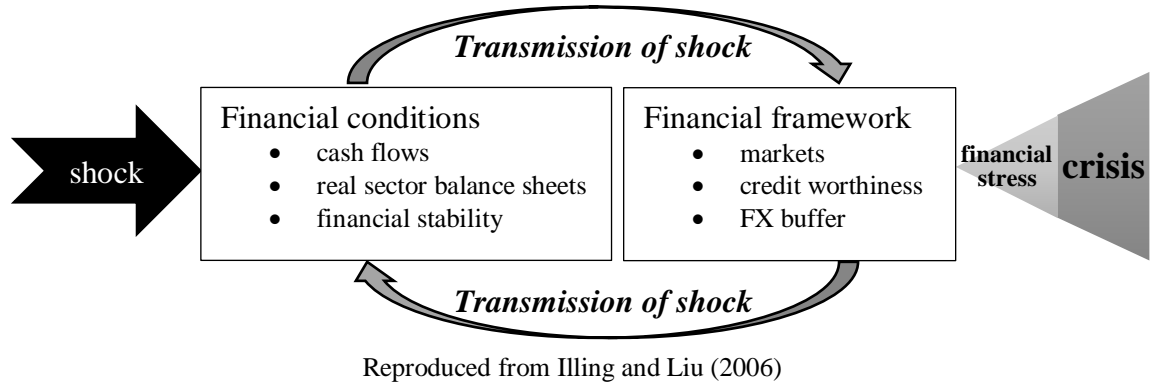 Transmission of shock
shock
Financial conditions
• cash flows
• real sector balance sheets
• financial stability
Financial framework
• markets
• credit worthiness
• FX buffer
financial
stress
crisis
Transmission of shock
Reproduced from Illing and Liu (2006)